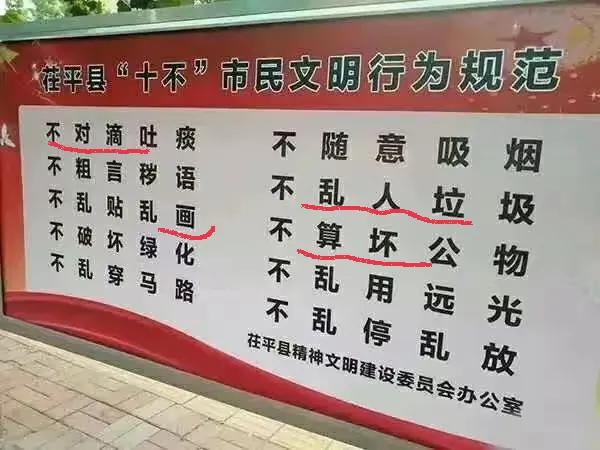 茌平县“十不”市民文明行为规范
不对滴吐痰
不粗言秽语
不乱贴乱画
不破坏绿化
不乱穿马路
不随意吸烟
不乱人垃圾
不算坏公物
不乱用远光
不乱停乱放
茌平县精神文明建设委员会办公室